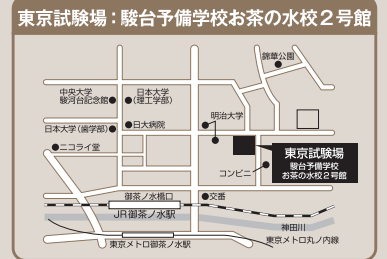 東京試験場：駿台予備学校お茶の水校２号館
錦華公園
中央大学
駿河台記念館
日本大学
(理工学部)
明治大学
日本大学(歯学部)
日大病院
ニコライ堂
東京試験場
駿台予備学校
お茶の水校２号館
コンビニ
御茶ノ水橋口
交番
JR御茶ノ水駅
神田川
東京メトロ御茶ノ水駅
東京メトロ丸ノ内線